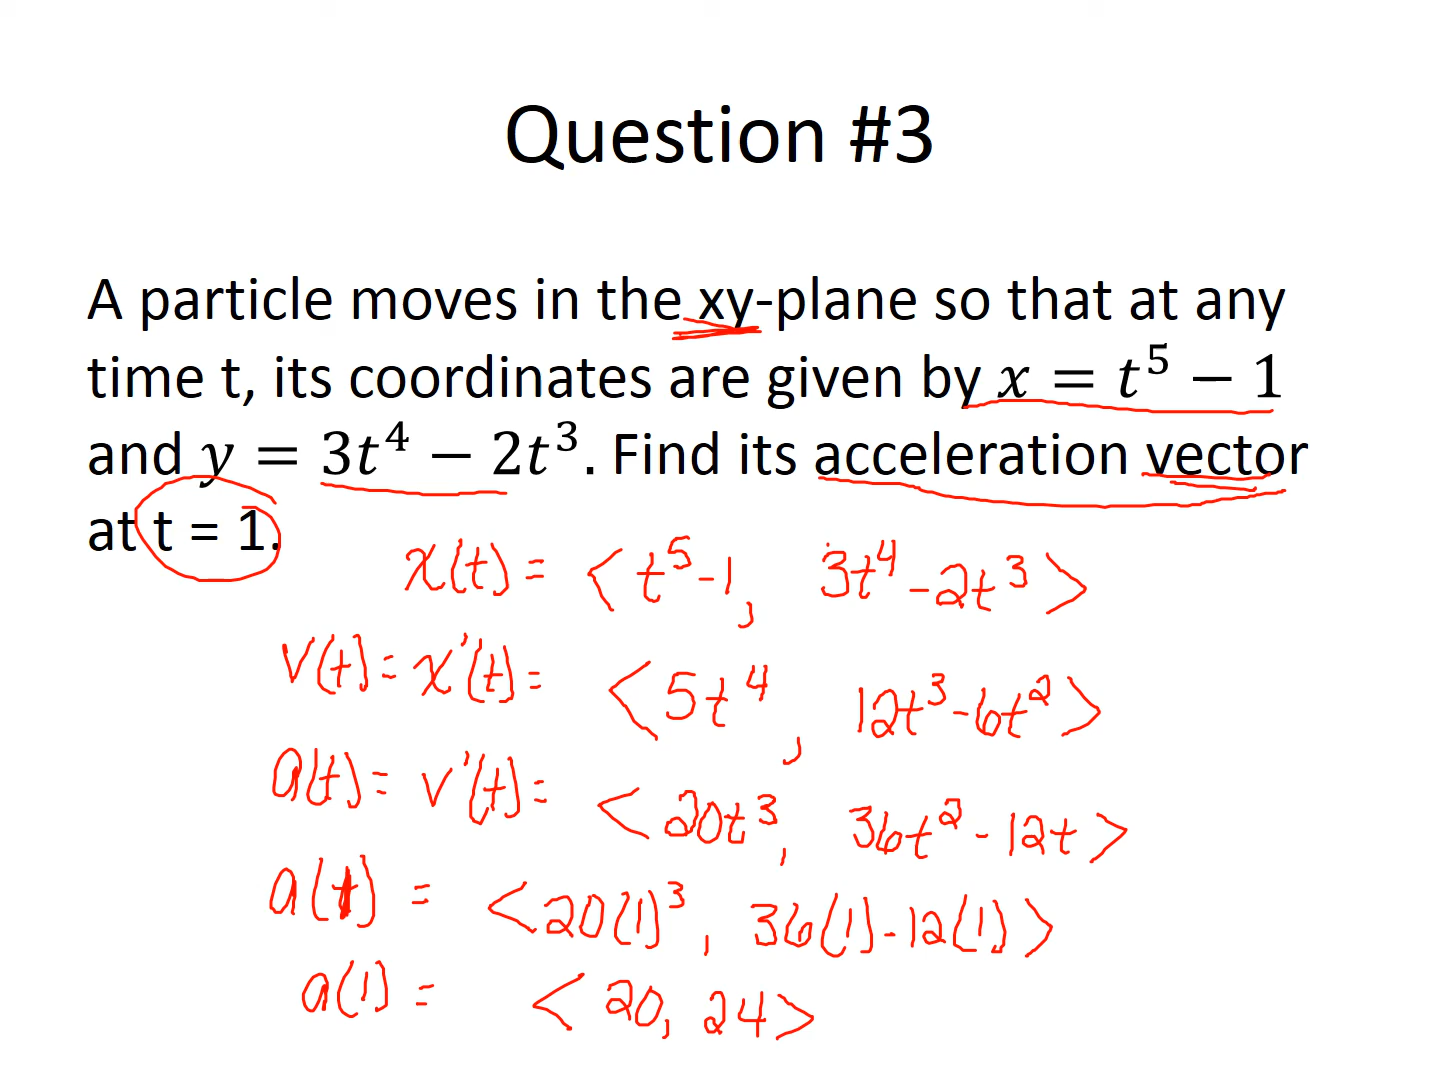 Question #3
A particle moves in the xy-plane so that at any
time t, its coordinates are given by x = t⁵ − 1
and y = 3t⁴ − 2t³. Find its acceleration vector
at t = 1.
x(t) = <t⁵-1, 3t⁴-2t³>
v(t) = x'(t) = <5t⁴, 12t³-6t²>
a(t) = v'(t) = <20t³, 36t²-12t>
a(1) = <20(1)³, 36(1)-12(1)>
a(1) = <20, 24>